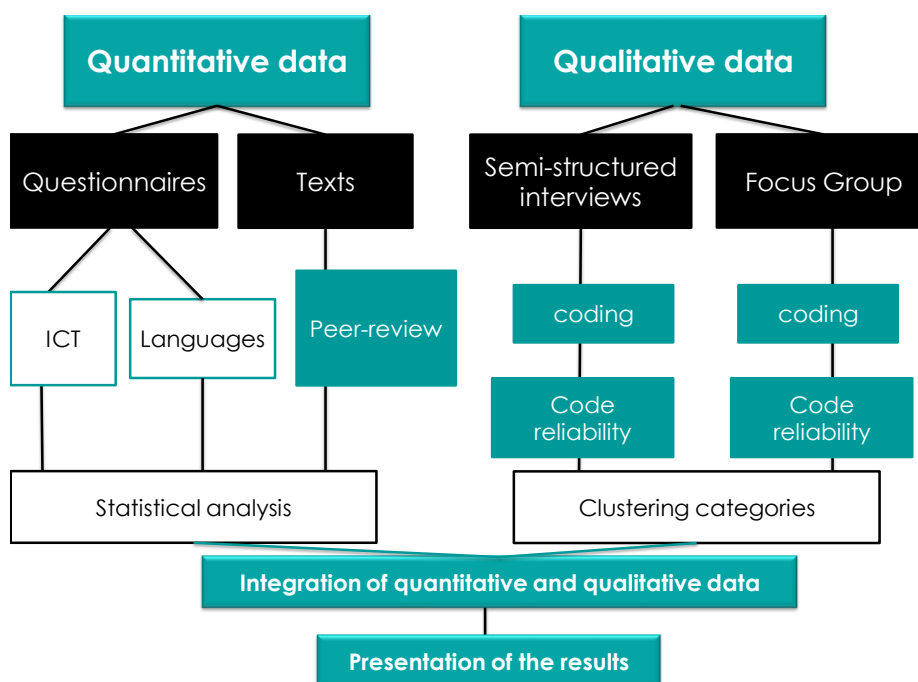 Quantitative data
Qualitative data
Questionnaires
Texts
Semi-structured
interviews
Focus Group
ICT
Languages
Peer-review
coding
coding
Code
reliability
Code
reliability
Statistical analysis
Clustering categories
Integration of quantitative and qualitative data
Presentation of the results